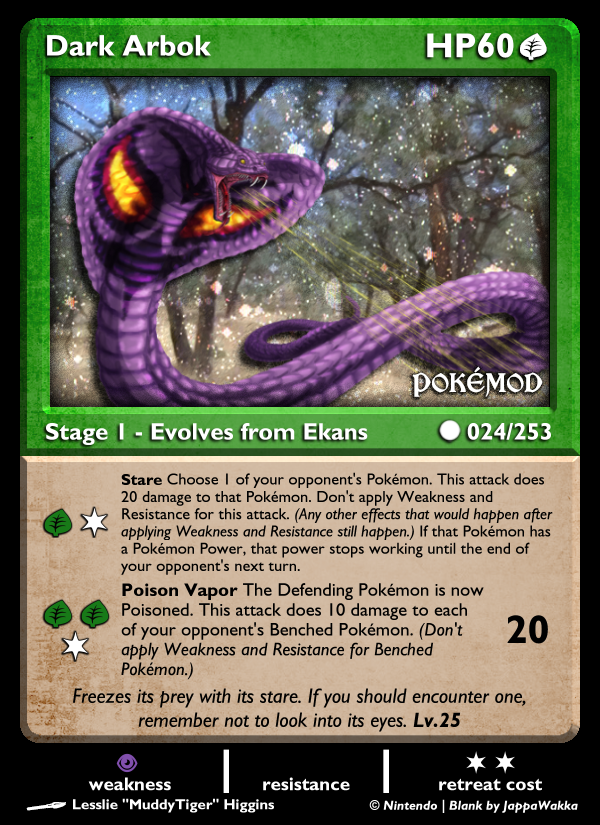 Dark Arbok HP60
POKÉMOD
Stage 1 - Evolves from Ekans 024/253
Stare Choose 1 of your opponent's Pokémon. This attack does
20 damage to that Pokémon. Don't apply Weakness and
Resistance for this attack. (Any other effects that would happen after
applying Weakness and Resistance still happen.) If that Pokémon has
a Pokémon Power, that power stops working until the end of
your opponent's next turn.
Poison Vapor The Defending Pokémon is now
Poisoned. This attack does 10 damage to each
of your opponent's Benched Pokémon. (Don't
apply Weakness and Resistance for Benched
Pokémon.)
20
Freezes its prey with its stare. If you should encounter one,
remember not to look into its eyes. Lv.25
weakness resistance retreat cost
Lesslie "MuddyTiger" Higgins © Nintendo | Blank by JappaWakka